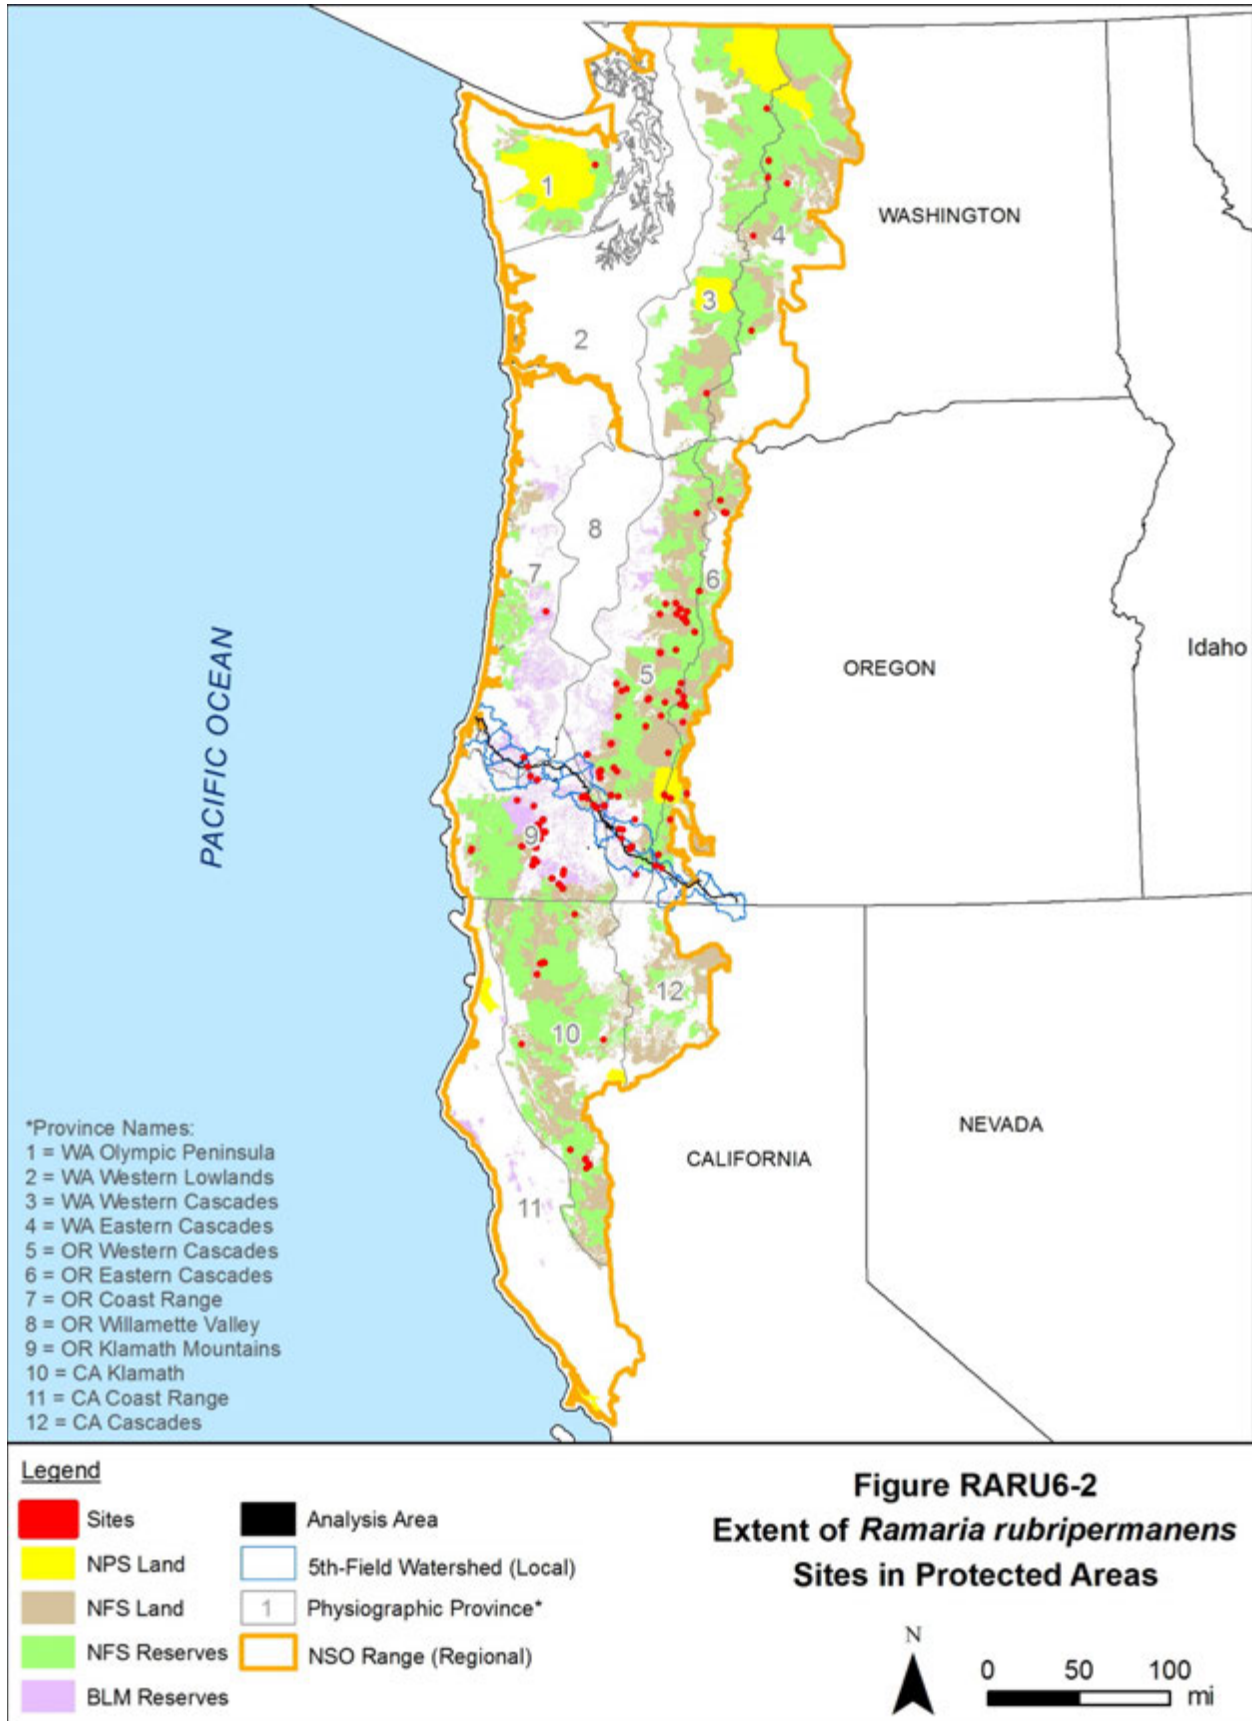 WASHINGTON
1
4
3
2
8
7
6
5
OREGON
Idaho
PACIFIC OCEAN
9
12
10
11
CALIFORNIA
NEVADA
*Province Names:
1 = WA Olympic Peninsula
2 = WA Western Lowlands
3 = WA Western Cascades
4 = WA Eastern Cascades
5 = OR Western Cascades
6 = OR Eastern Cascades
7 = OR Coast Range
8 = OR Willamette Valley
9 = OR Klamath Mountains
10 = CA Klamath
11 = CA Coast Range
12 = CA Cascades
Legend
Sites
NPS Land
NFS Land
NFS Reserves
BLM Reserves
Analysis Area
5th-Field Watershed (Local)
1 Physiographic Province*
NSO Range (Regional)
Figure RARU6-2
Extent of Ramaria rubripermanens
Sites in Protected Areas
N
0 50 100
mi